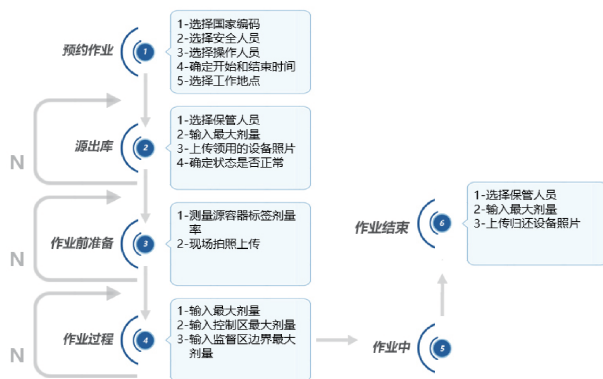 预约作业
1
1-选择国家编码
2-选择安全人员
3-选择操作人员
4-确定开始和结束时间
5-选择工作地点
N
源出库
2
1-选择保管人员
2-输入最大剂量
3-上传领用的设备照片
4-确定状态是否正常
N
作业前准备
3
1-测量源容器标签剂量
率
2-现场拍照上传
N
作业过程
4
1-输入最大剂量
2-输入控制区最大剂量
3-输入监督区边界最大
剂量
作业中
5
作业结束
6
1-选择保管人员
2-输入最大剂量
3-上传归还设备照片